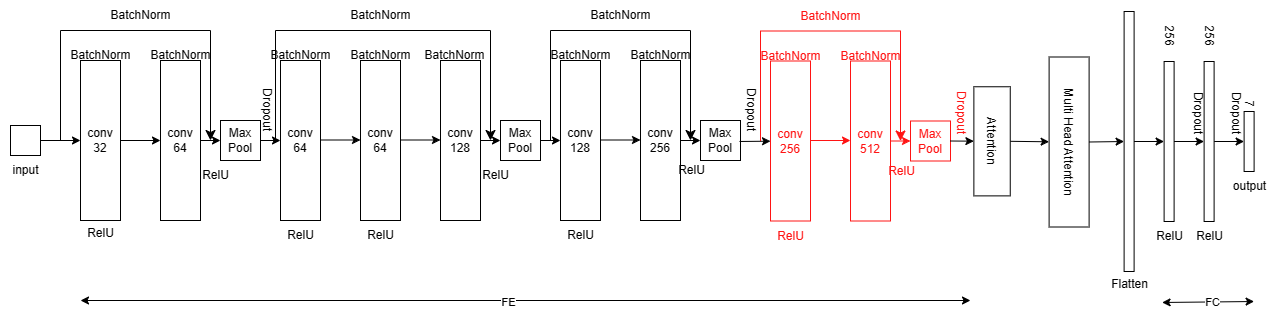 BatchNorm
BatchNorm
BatchNorm
BatchNorm
BatchNorm
BatchNorm
BatchNorm
BatchNorm
BatchNorm
BatchNorm
BatchNorm
BatchNorm
BatchNorm
input
conv
32
ReLU
conv
64
ReLU
Max
Pool
Dropout
conv
64
ReLU
conv
64
ReLU
conv
128
ReLU
Max
Pool
conv
128
ReLU
conv
256
ReLU
Max
Pool
Dropout
conv
256
ReLU
conv
512
ReLU
Max
Pool
Dropout
Attention
Multi Head Attention
Flatten
256
ReLU
Dropout
256
ReLU
Dropout
7
output
FE
FC